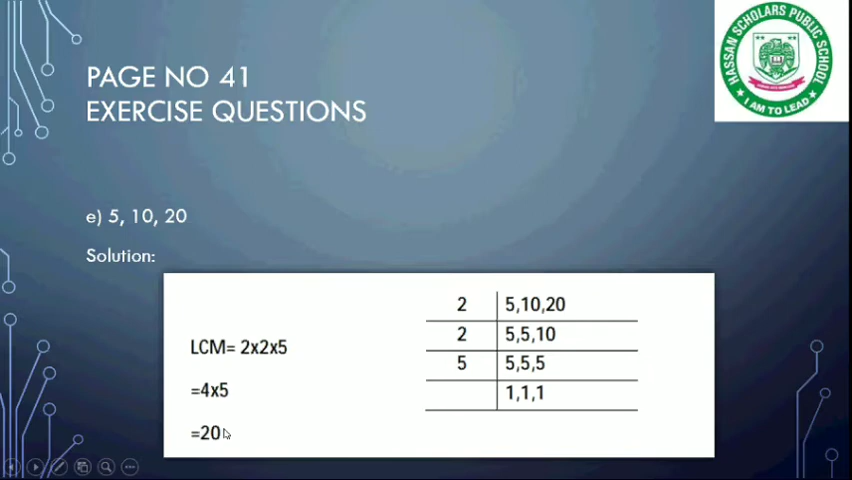 PAGE NO 41
EXERCISE QUESTIONS
HASSAN SCHOLARS PUBLIC SCHOOL
I AM TO LEAD
e) 5, 10, 20
Solution:
LCM= 2x2x5
=4x5
=20
2 5,10,20
2 5,5,10
5 5,5,5
1,1,1